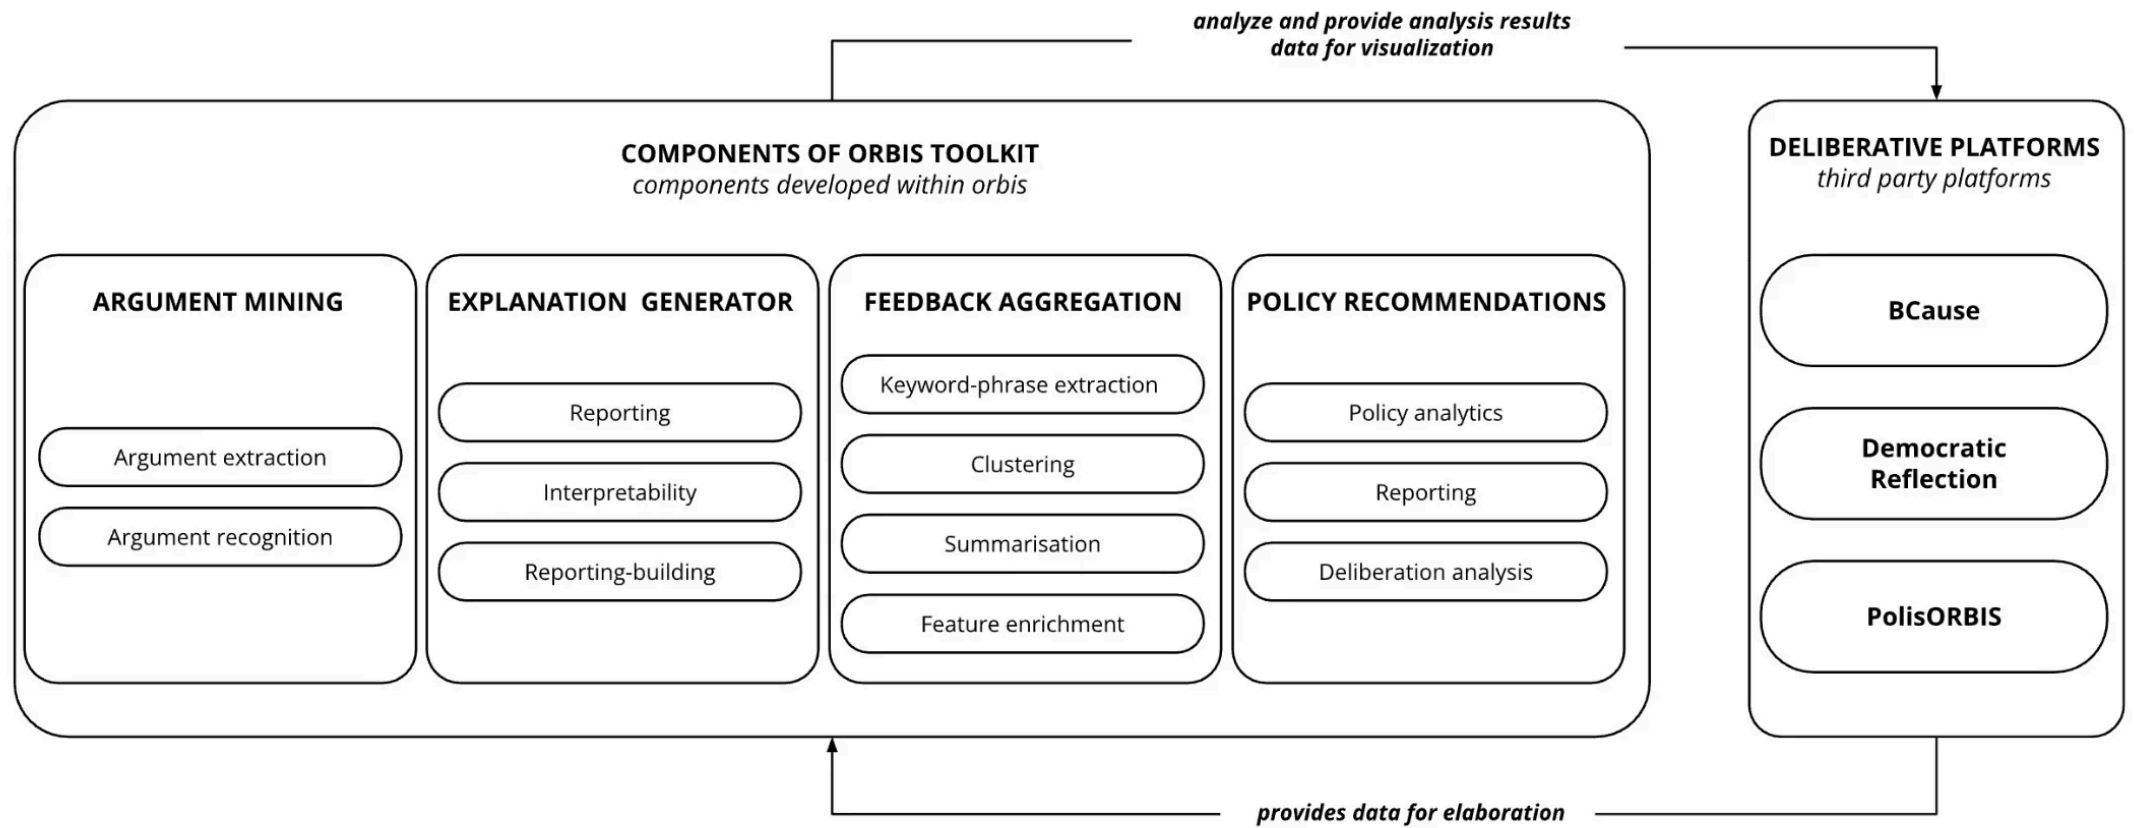 analyze and provide analysis results
data for visualization
COMPONENTS OF ORBIS TOOLKIT
components developed within orbis
ARGUMENT MINING
Argument extraction
Argument recognition
EXPLANATION GENERATOR
Reporting
Interpretability
Reporting-building
FEEDBACK AGGREGATION
Keyword-phrase extraction
Clustering
Summarisation
Feature enrichment
POLICY RECOMMENDATIONS
Policy analytics
Reporting
Deliberation analysis
DELIBERATIVE PLATFORMS
third party platforms
BCause
Democratic
Reflection
PolisORBIS
provides data for elaboration